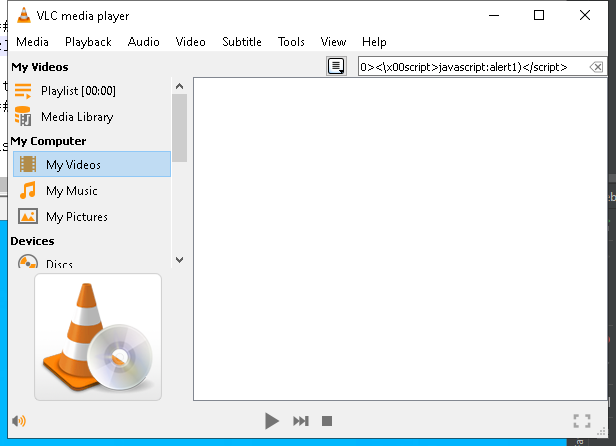 VLC media player
Media Playback Audio Video Subtitle Tools View Help
My Videos
0><\x00script>javascript:alert1)</script>
Playlist [00:00]
Media Library
My Computer
My Videos
My Music
My Pictures
Devices
Discs